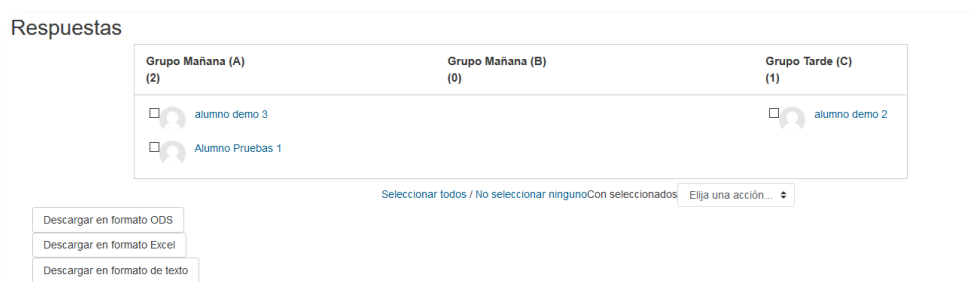 Respuestas
Grupo Mañana (A) Grupo Mañana (B) Grupo Tarde (C)
(2) (0) (1)
alumno demo 3 alumno demo 2
Alumno Pruebas 1
Seleccionar todos / No seleccionar ningunoCon seleccionados Elija una acción...
Descargar en formato ODS
Descargar en formato Excel
Descargar en formato de texto